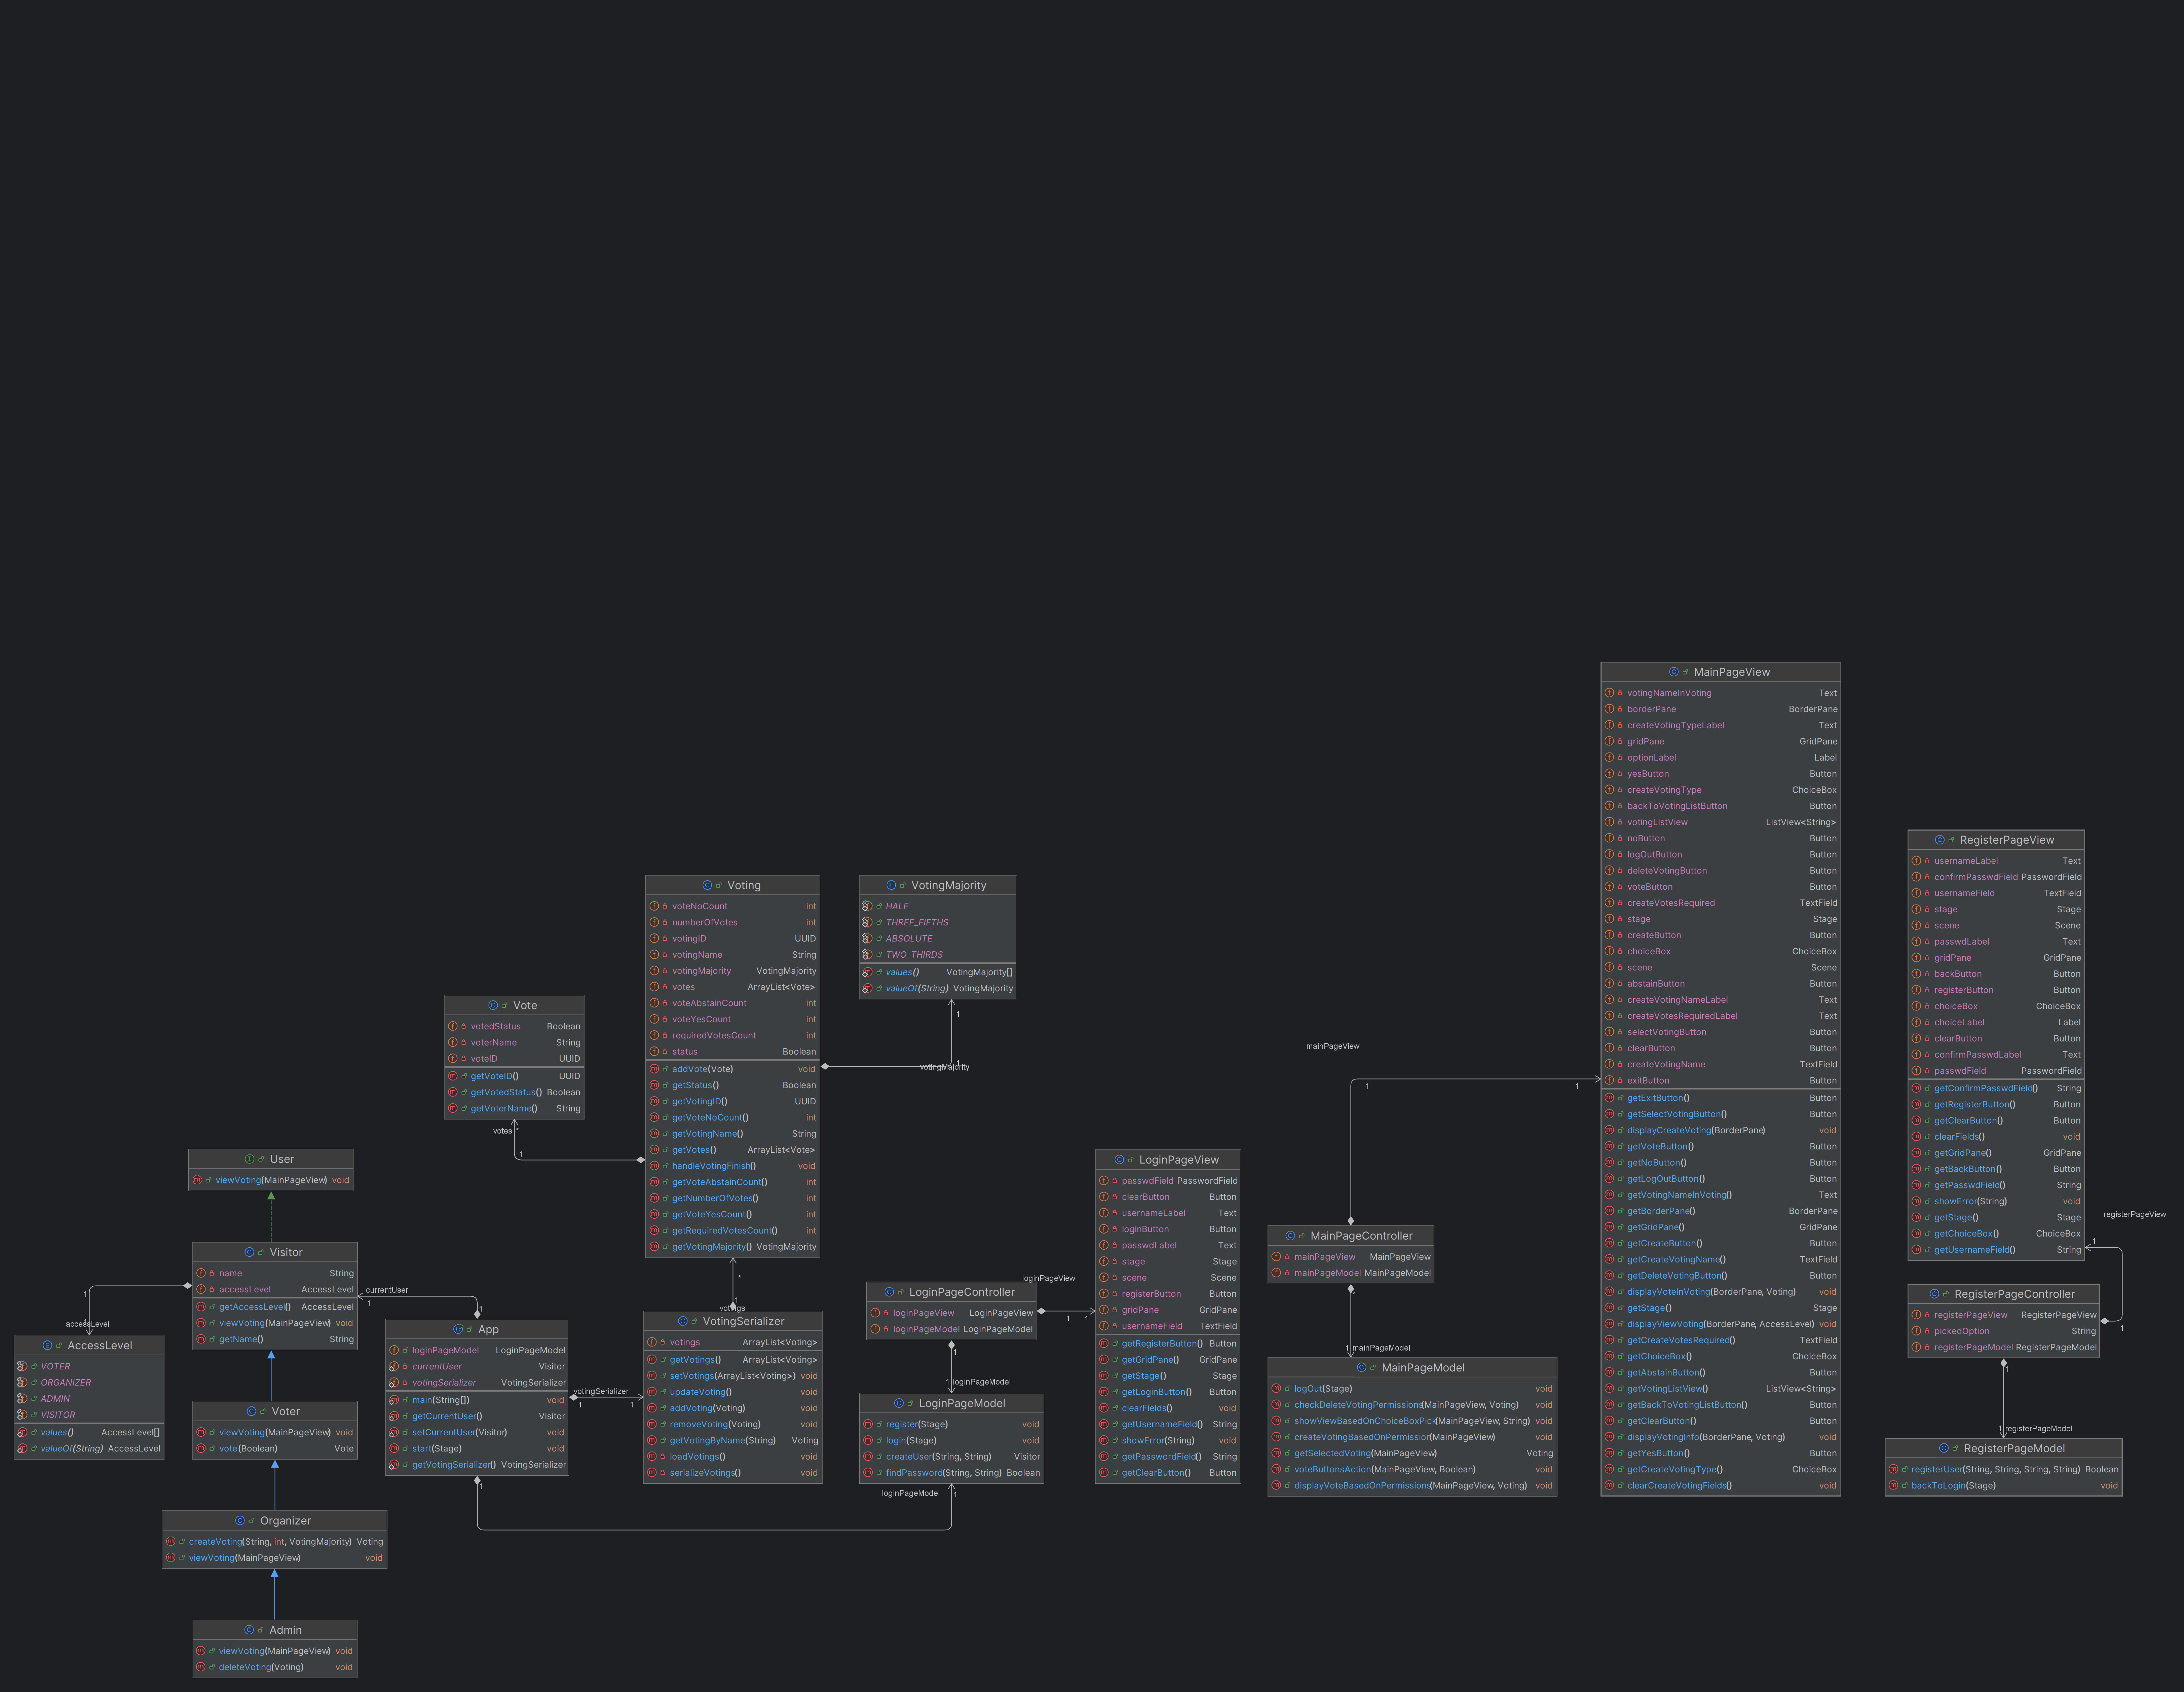 MainPageView
votingNameInVoting Text
borderPane BorderPane
createVotingTypeLabel Text
gridPane GridPane
optionLabel Label
yesButton Button
createVotingType ChoiceBox
backToVotingListButton Button
votingListView ListView<String>
noButton Button
logOutButton Button
deleteVotingButton Button
voteButton Button
createVotesRequired TextField
stage Stage
createButton Button
choiceBox ChoiceBox
scene Scene
abstainButton Button
createVotingNameLabel Text
createVotesRequiredLabel Text
selectVotingButton Button
clearButton Button
createVotingName TextField
exitButton Button
getExitButton() Button
getSelectVotingButton() Button
displayCreateVoting(BorderPane) void
getVoteButton() Button
getNoButton() Button
getLogOutButton() Button
getVotingNameInVoting() Text
getBorderPane() BorderPane
getGridPane() GridPane
getCreateButton() Button
getCreateVotingName() TextField
getDeleteVotingButton() Button
displayVoteInVoting(BorderPane, Voting) void
getStage() Stage
displayViewVoting(BorderPane, AccessLevel) void
getCreateVotesRequired() TextField
getChoiceBox() ChoiceBox
getAbstainButton() Button
getVotingListView() ListView<String>
getBackToVotingListButton() Button
getClearButton() Button
displayVotingInfo(BorderPane, Voting) void
getYesButton() Button
getCreateVotingType() ChoiceBox
clearCreateVotingFields() void
RegisterPageView
usernameLabel Text
confirmPasswdField PasswordField
usernameField TextField
stage Stage
scene Scene
passwdLabel Text
gridPane GridPane
backButton Button
registerButton Button
choiceBox ChoiceBox
choiceLabel Label
clearButton Button
confirmPasswdLabel Text
passwdField PasswordField
getConfirmPasswdField() String
getRegisterButton() Button
getClearButton() Button
clearFields() void
getGridPane() GridPane
getBackButton() Button
getPasswdField() String
showError(String) void
getStage() Stage
getChoiceBox() ChoiceBox
getUsernameField() String
registerPageView
1
1
RegisterPageController
registerPageView RegisterPageView
pickedOption String
registerPageModel RegisterPageModel
1
1 registerPageModel
RegisterPageModel
registerUser(String, String, String, String) Boolean
backToLogin(Stage) void
Voting
voteNoCount int
numberOfVotes int
votingID UUID
votingName String
votingMajority VotingMajority
votes ArrayList<Vote>
voteAbstainCount int
voteYesCount int
requiredVotesCount int
status Boolean
addVote(Vote) void
getStatus() Boolean
getVotingID() UUID
getVoteNoCount() int
getVotingName() String
getVotes() ArrayList<Vote>
handleVotingFinish() void
getVoteAbstainCount() int
getNumberOfVotes() int
getVoteYesCount() int
getRequiredVotesCount() int
getVotingMajority() VotingMajority
VotingMajority
HALF
THREE_FIFTHS
ABSOLUTE
TWO_THIRDS
values() VotingMajority[]
valueOf(String) VotingMajority
1
1
votingMajority
Vote
votedStatus Boolean
voterName String
voteID UUID
getVoteID() UUID
getVotedStatus() Boolean
getVoterName() String
votes *
1
mainPageView
1
1
User
viewVoting(MainPageView) void
Visitor
name String
accessLevel AccessLevel
getAccessLevel() AccessLevel
viewVoting(MainPageView) void
getName() String
1
1
accessLevel
currentUser
1
1
AccessLevel
VOTER
ORGANIZER
ADMIN
VISITOR
values() AccessLevel[]
valueOf(String) AccessLevel
Voter
viewVoting(MainPageView) void
vote(Boolean) Vote
Organizer
createVoting(String, int, VotingMajority) Voting
viewVoting(MainPageView) void
Admin
viewVoting(MainPageView) void
deleteVoting(Voting) void
App
loginPageModel LoginPageModel
currentUser Visitor
votingSerializer VotingSerializer
main(String[]) void
getCurrentUser() Visitor
setCurrentUser(Visitor) void
start(Stage) void
getVotingSerializer() VotingSerializer
1
votingSerializer
1
1
*
1
votings
VotingSerializer
votings ArrayList<Voting>
getVotings() ArrayList<Voting>
setVotings(ArrayList<Voting>) void
updateVoting() void
addVoting(Voting) void
removeVoting(Voting) void
getVotingByName(String) Voting
loadVotings() void
serializeVotings() void
LoginPageController
loginPageView LoginPageView
loginPageModel LoginPageModel
loginPageView
1
1
1
1 loginPageModel
LoginPageModel
register(Stage) void
login(Stage) void
createUser(String, String) Visitor
findPassword(String, String) Boolean
loginPageModel
1
LoginPageView
passwdField PasswordField
clearButton Button
usernameLabel Text
loginButton Button
passwdLabel Text
stage Stage
scene Scene
registerButton Button
gridPane GridPane
usernameField TextField
getRegisterButton() Button
getGridPane() GridPane
getStage() Stage
getLoginButton() Button
clearFields() void
getUsernameField() String
showError(String) void
getPasswdField() String
getClearButton() Button
MainPageController
mainPageView MainPageView
mainPageModel MainPageModel
1
1 mainPageModel
MainPageModel
logOut(Stage) void
checkDeleteVotingPermissions(MainPageView, Voting) void
showViewBasedOnChoiceBoxPick(MainPageView, String) void
createVotingBasedOnPermission(MainPageView) void
getSelectedVoting(MainPageView) Voting
voteButtonsAction(MainPageView, Boolean) void
displayVoteBasedOnPermissions(MainPageView, Voting) void